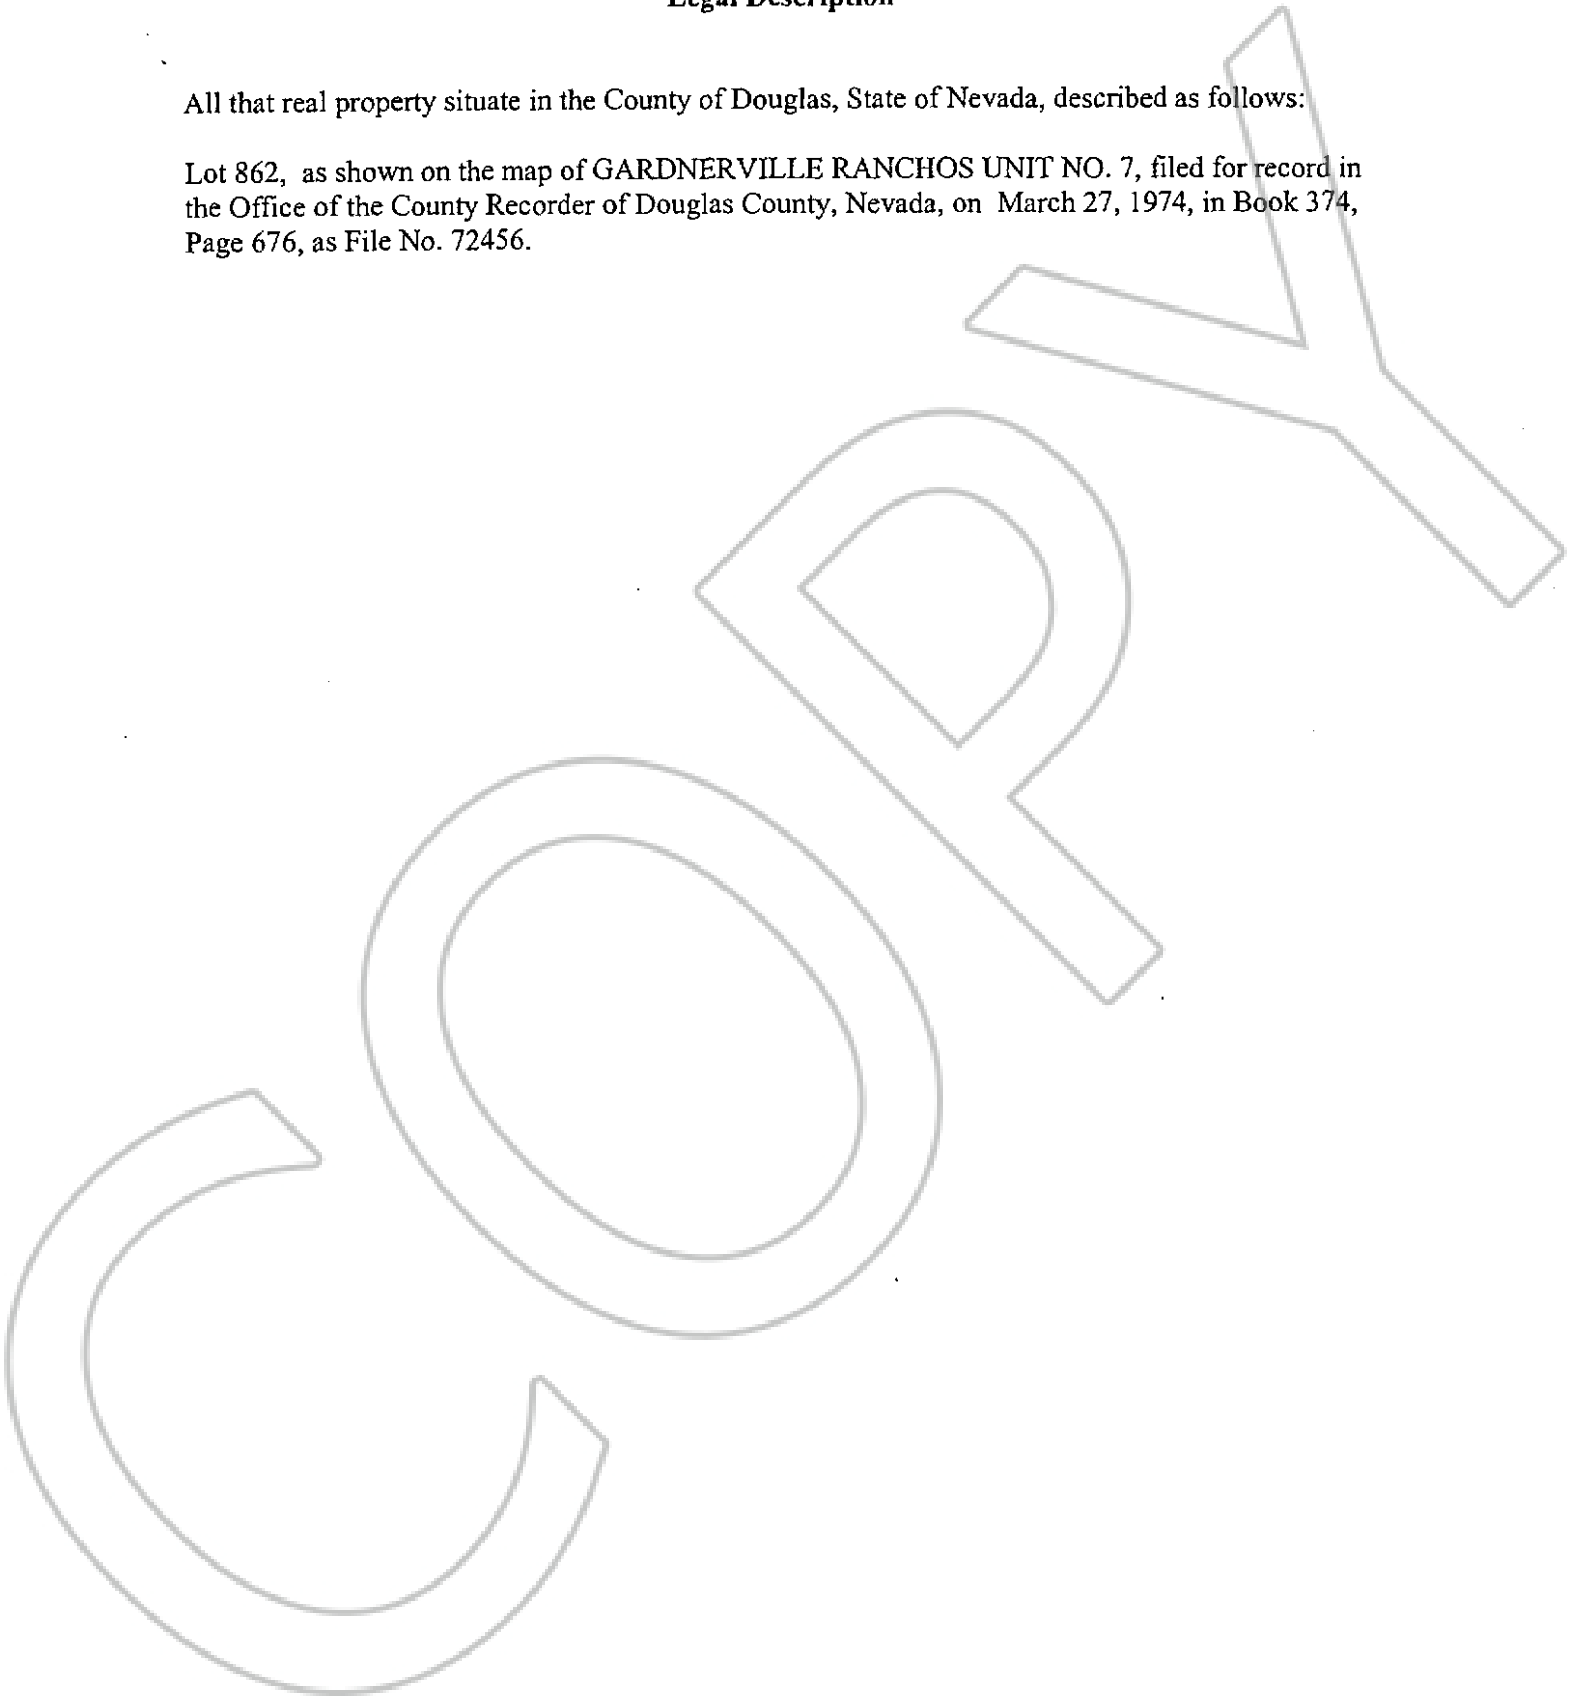 Legal Description
All that real property situate in the County of Douglas, State of Nevada, described as follows:
Lot 862, as shown on the map of GARDNERVILLE RANCHOS UNIT NO. 7, filed for record in
the Office of the County Recorder of Douglas County, Nevada, on March 27, 1974, in Book 374,
Page 676, as File No. 72456.
COPY